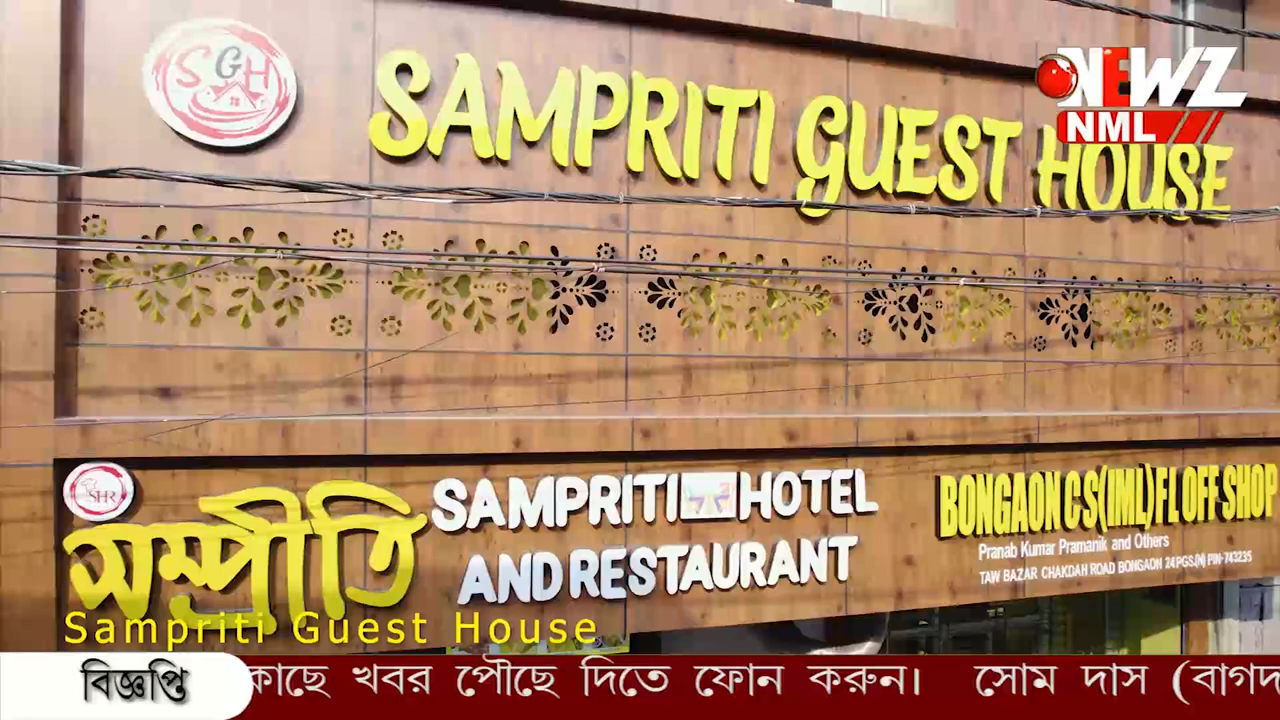 SGH
SAMPRITI GUEST HOUSE
NEWZ
NML
SHR
সম্প্রীতি
SAMPRITI HOTEL
AND RESTAURANT
BONGAON C S(IML) FL OFF SHOP
Pranab Kumar Pramanik and Others
TAW BAZAR CHAKDAH ROAD BONGAON 24 PGS.(N) PIN-743235
Sampriti Guest House
বিজ্ঞপ্তি
কাছে খবর পৌছে দিতে ফোন করুন। সোম দাস (বাগদ